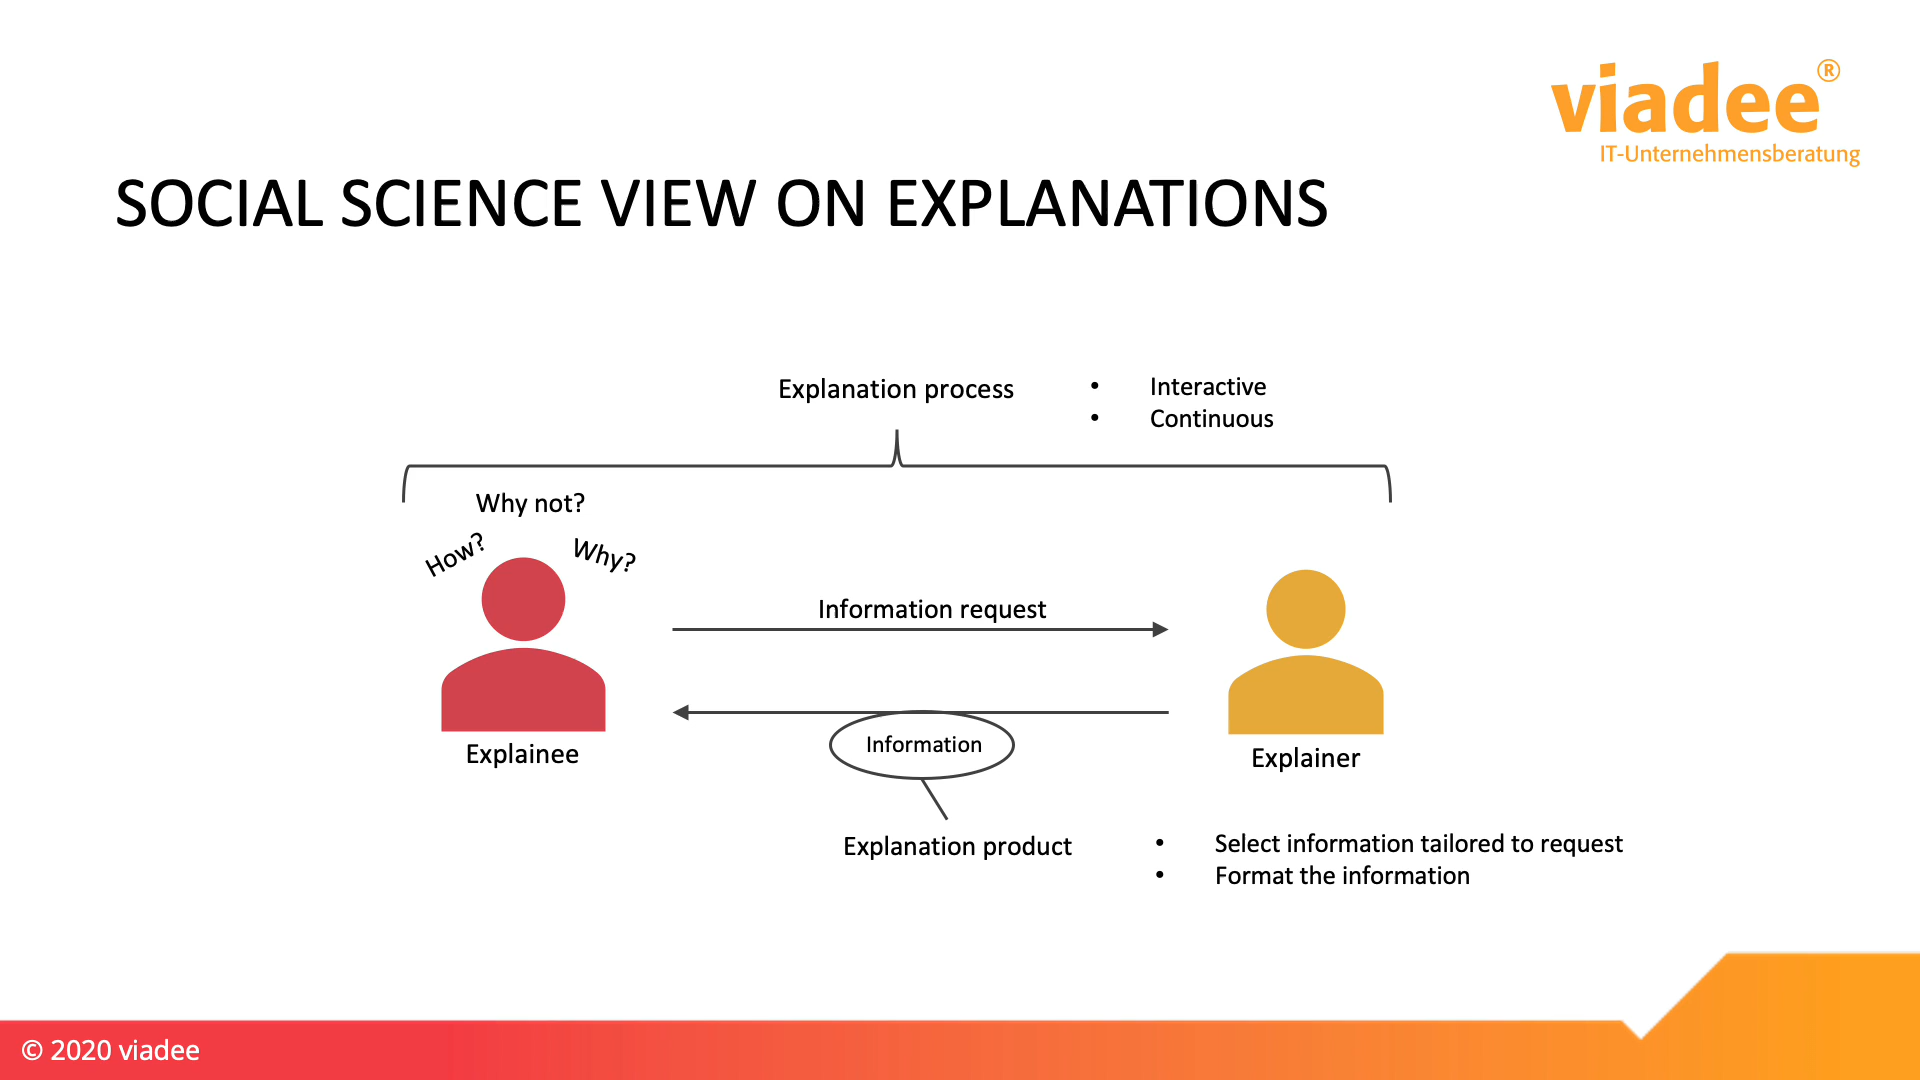 viadee®
IT-Unternehmensberatung
SOCIAL SCIENCE VIEW ON EXPLANATIONS
Explanation process
• Interactive
• Continuous
Why not?
How?
Why?
Information request
Information
Explainee
Explainer
Explanation product
• Select information tailored to request
• Format the information
© 2020 viadee